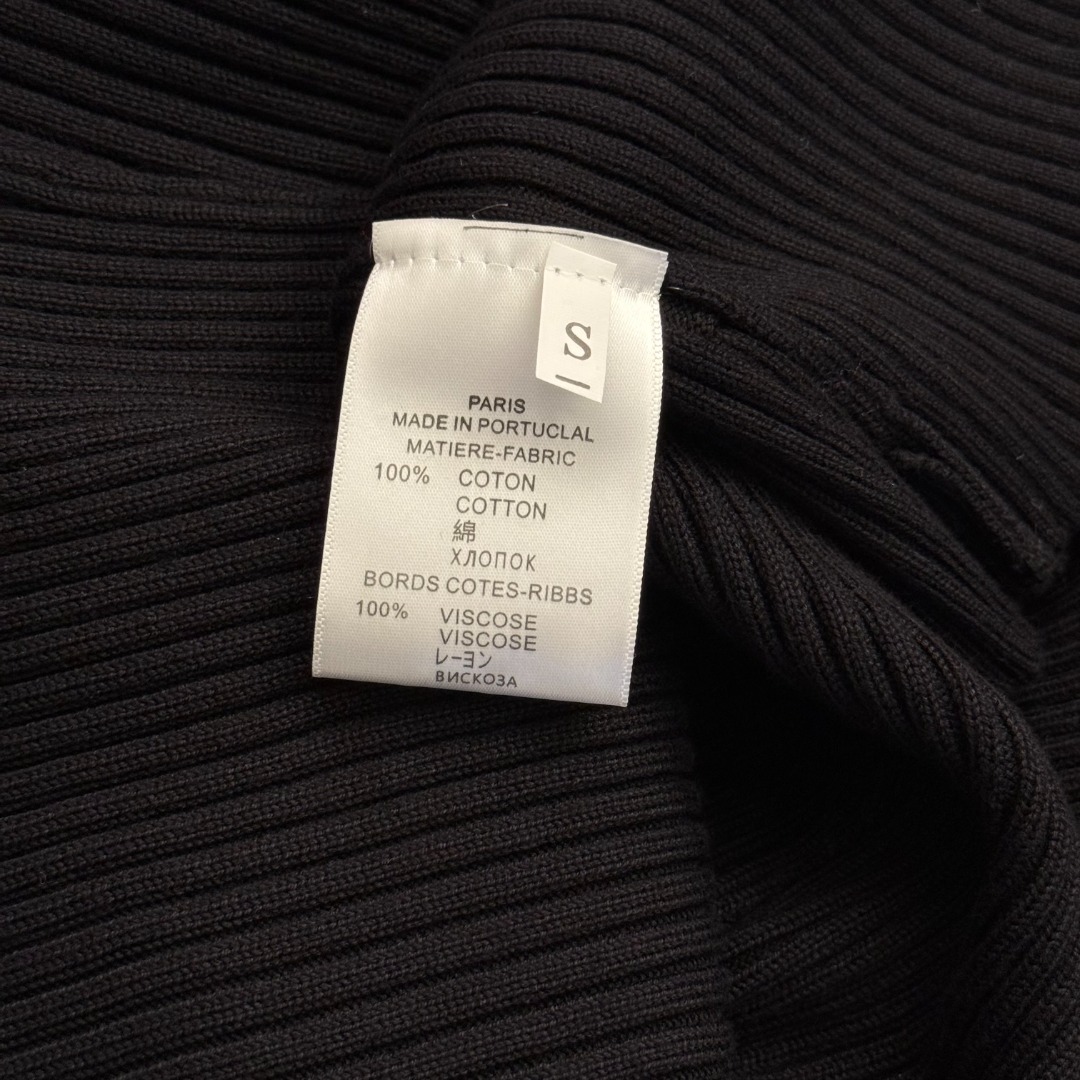 S
PARIS
MADE IN PORTUCLAL
MATIERE-FABRIC
100% COTON
COTTON
綿
ХЛОПОК
BORDS COTES-RIBBS
100% VISCOSE
VISCOSE
レーヨン
ВИСКОЗА